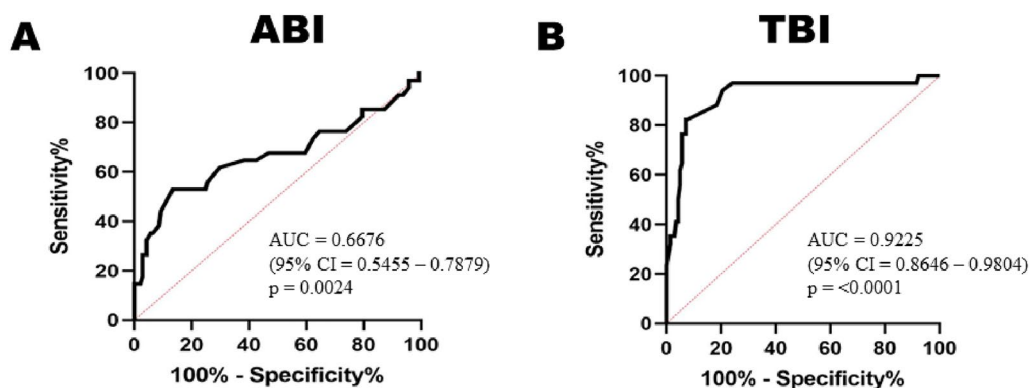 A
ABI
100
80
60
40
20
0
Sensitivity%
AUC = 0.6676
(95% CI = 0.5455 – 0.7879)
p = 0.0024
0 20 40 60 80 100
100% - Specificity%
B
TBI
100
80
60
40
20
0
Sensitivity%
AUC = 0.9225
(95% CI = 0.8646 – 0.9804)
p = <0.0001
0 20 40 60 80 100
100% - Specificity%